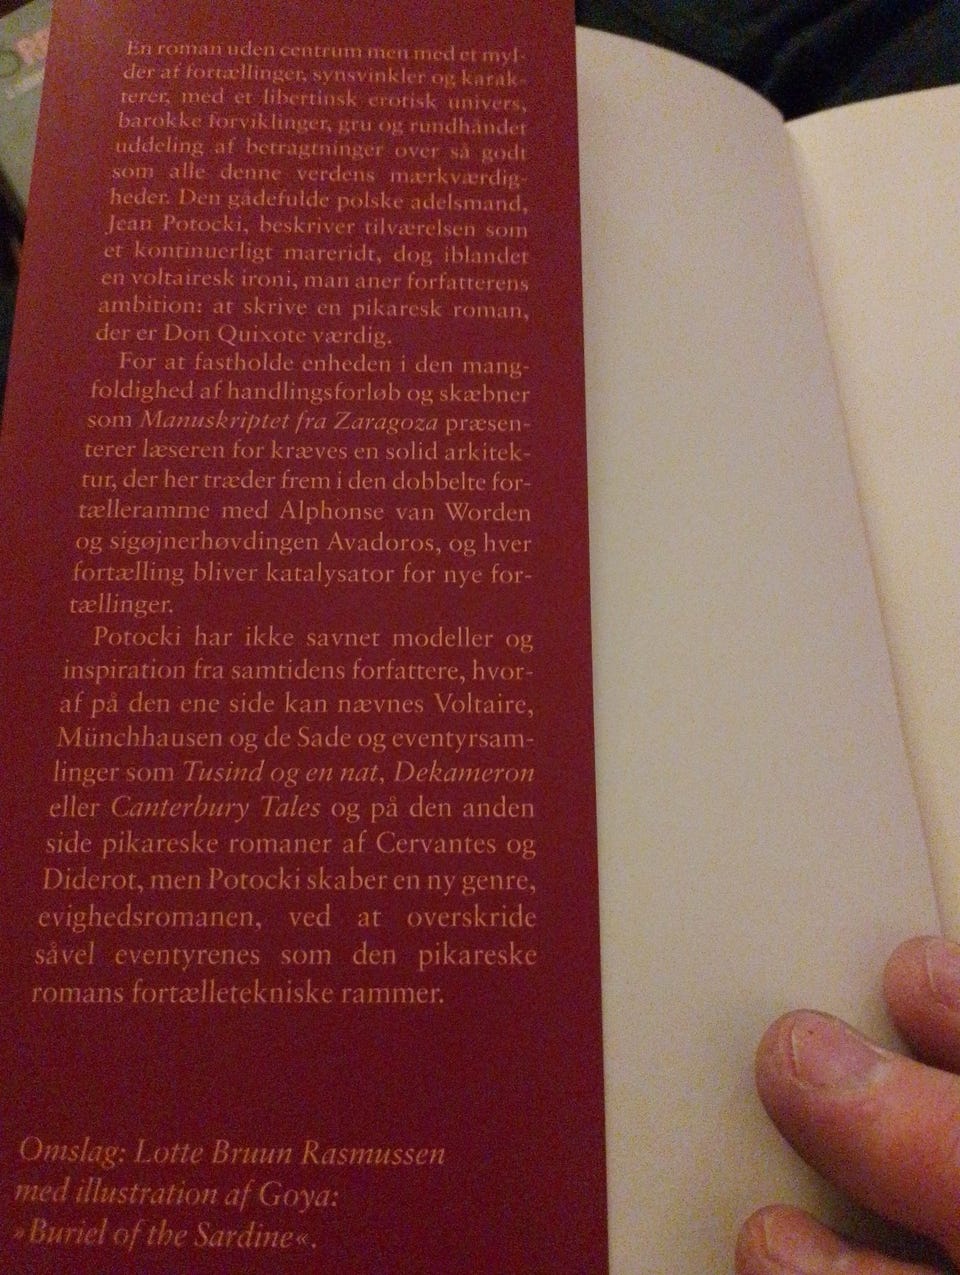 En roman uden centrum men med et myl-
der af fortællinger, synsvinkler og karak-
terer, med et libertinsk erotisk univers,
barokke forviklinger, gru og rundhåndet
uddeling af betragtninger over så godt
som alle denne verdens mærkværdig-
heder. Den gådefulde polske adelsmand,
Jean Potocki, beskriver tilværelsen som
et kontinuerligt mareridt, dog iblandet
en voltairesk ironi, man aner forfatterens
ambition: at skrive en pikaresk roman,
der er Don Quixote værdig.
For at fastholde enheden i den mang-
foldighed af handlingsforløb og skæbner
som Manuskriptet fra Zaragoza præsen-
terer læseren for kræves en solid arkitek-
tur, der her træder frem i den dobbelte for-
tælleramme med Alphonse van Worden
og sigøjnerhøvdingen Avadoros, og hver
fortælling bliver katalysator for nye for-
tællinger.
Potocki har ikke savnet modeller og
inspiration fra samtidens forfattere, hvor-
af på den ene side kan nævnes Voltaire,
Münchhausen og de Sade og eventyrsam-
linger som Tusind og en nat, Dekameron
eller Canterbury Tales og på den anden
side pikareske romaner af Cervantes og
Diderot, men Potocki skaber en ny genre,
evighedsromanen, ved at overskride
såvel eventyrenes som den pikareske
romans fortælletekniske rammer.
Omslag: Lotte Bruun Rasmussen
med illustration af Goya:
»Buriel of the Sardine«.